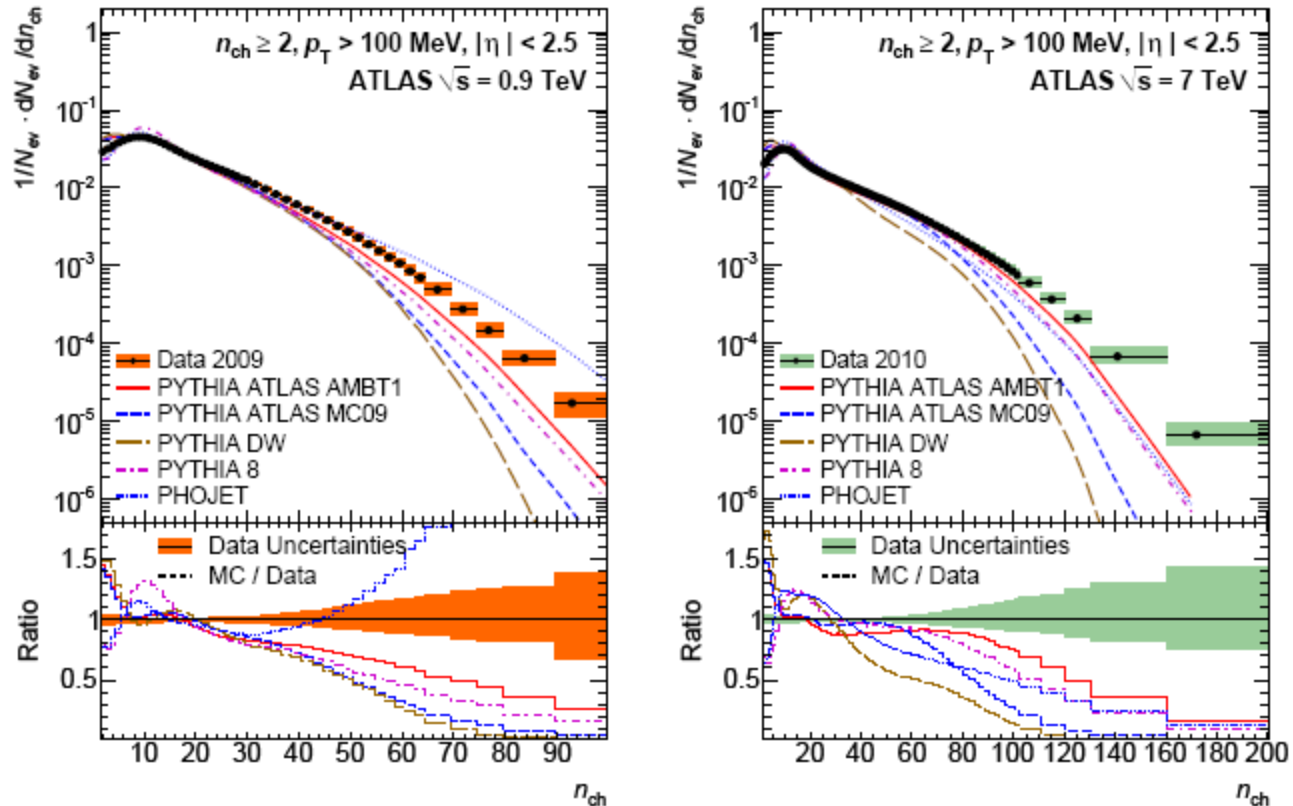 1/N_ev · dN_ev/dn_ch
1
10⁻¹
10⁻²
10⁻³
10⁻⁴
10⁻⁵
10⁻⁶
n_ch ≥ 2, p_T > 100 MeV, |η| < 2.5
ATLAS √s = 0.9 TeV
Data 2009
PYTHIA ATLAS AMBT1
PYTHIA ATLAS MC09
PYTHIA DW
PYTHIA 8
PHOJET
Ratio
1.5
1
0.5
Data Uncertainties
MC / Data
10 20 30 40 50 60 70 80 90
n_ch
1/N_ev · dN_ev/dn_ch
1
10⁻¹
10⁻²
10⁻³
10⁻⁴
10⁻⁵
10⁻⁶
n_ch ≥ 2, p_T > 100 MeV, |η| < 2.5
ATLAS √s = 7 TeV
Data 2010
PYTHIA ATLAS AMBT1
PYTHIA ATLAS MC09
PYTHIA DW
PYTHIA 8
PHOJET
Ratio
1.5
1
0.5
Data Uncertainties
MC / Data
20 40 60 80 100 120 140 160 180 200
n_ch